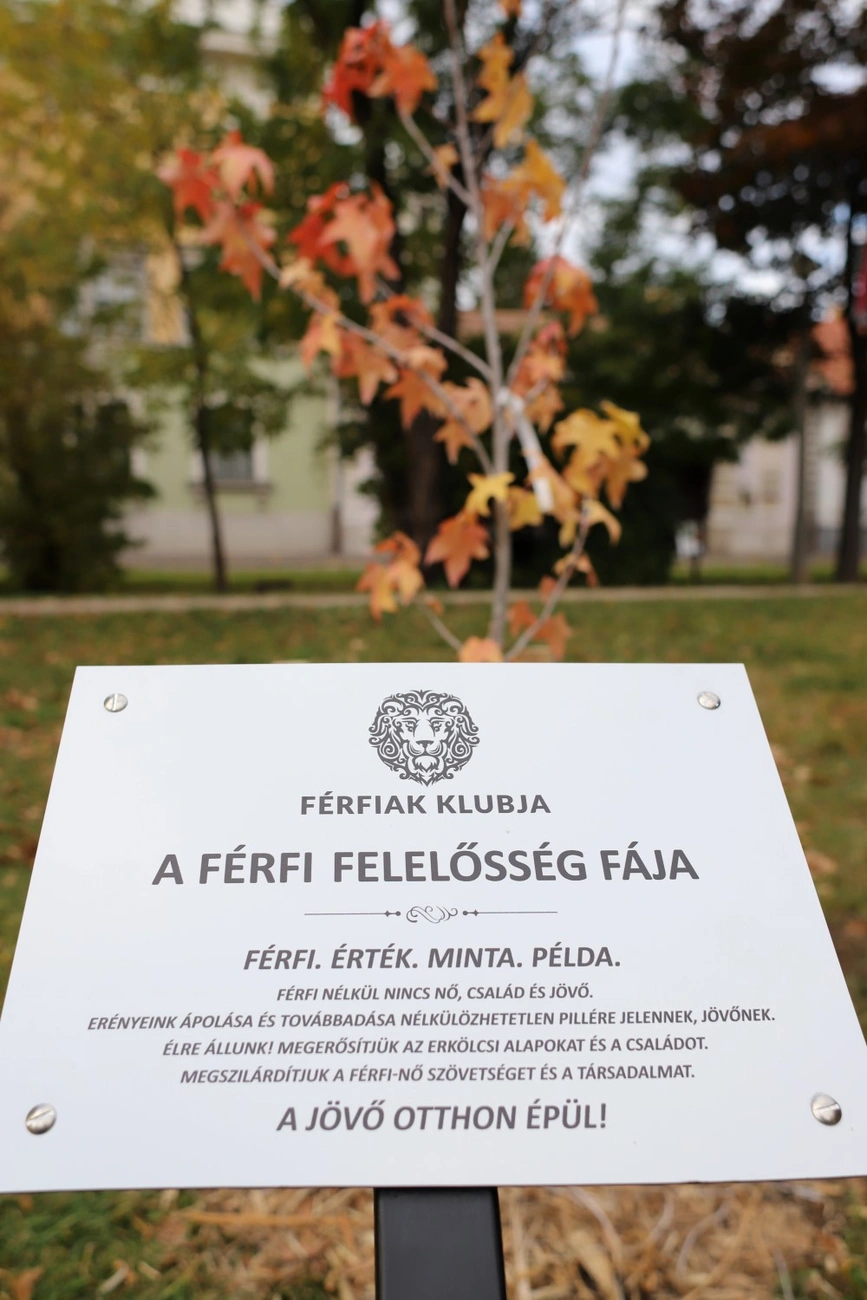 FÉRFIAK KLUBJA
A FÉRFI FELELŐSSÉG FÁJA
FÉRFI. ÉRTÉK. MINTA. PÉLDA.
FÉRFI NÉLKÜL NINCS NŐ, CSALÁD ÉS JÖVŐ.
ERÉNYEINK ÁPOLÁSA ÉS TOVÁBBADÁSA NÉLKÜLÖZHETETLEN PILLÉRE JELENNEK, JÖVŐNEK.
ÉLRE ÁLLUNK! MEGERŐSÍTJÜK AZ ERKÖLCSI ALAPOKAT ÉS A CSALÁDOT.
MEGSZILÁRDÍTJUK A FÉRFI-NŐ SZÖVETSÉGET ÉS A TÁRSADALMAT.
A JÖVŐ OTTHON ÉPÜL!